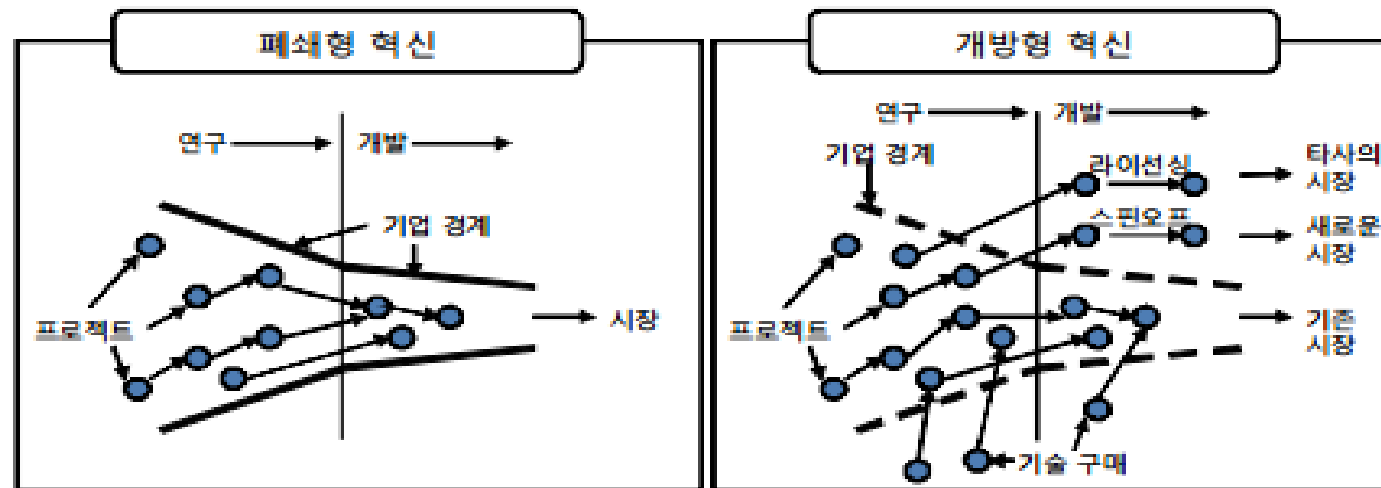 폐쇄형 혁신
연구
개발
기업 경계
프로젝트
시장
개방형 혁신
연구
개발
기업 경계
라이선싱
타사의
시장
스핀오프
새로운
시장
프로젝트
기존
시장
기술 구매